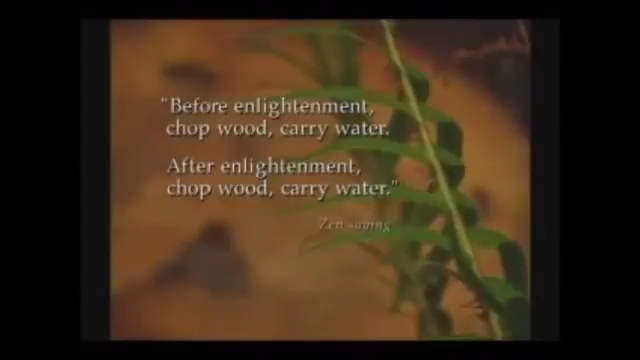 "Before enlightenment,
chop wood, carry water.
After enlightenment,
chop wood, carry water."
Zen saying